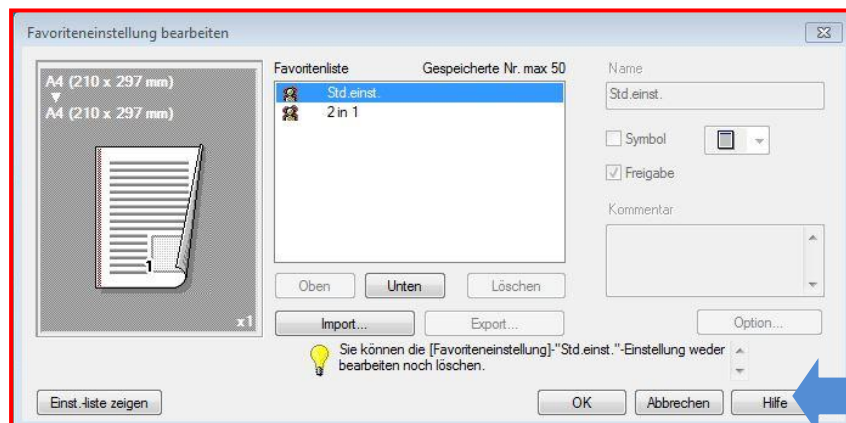 Favoriteneinstellung bearbeiten
A4 (210 x 297 mm)
A4 (210 x 297 mm)
1
x1
Favoritenliste Gespeicherte Nr. max 50
Std.einst.
2 in 1
Oben Unten Löschen
Import... Export...
Name
Std.einst.
Symbol
Freigabe
Kommentar
Option...
Sie können die [Favoriteneinstellung]-"Std.einst."-Einstellung weder
bearbeiten noch löschen.
Einst.-liste zeigen OK Abbrechen Hilfe